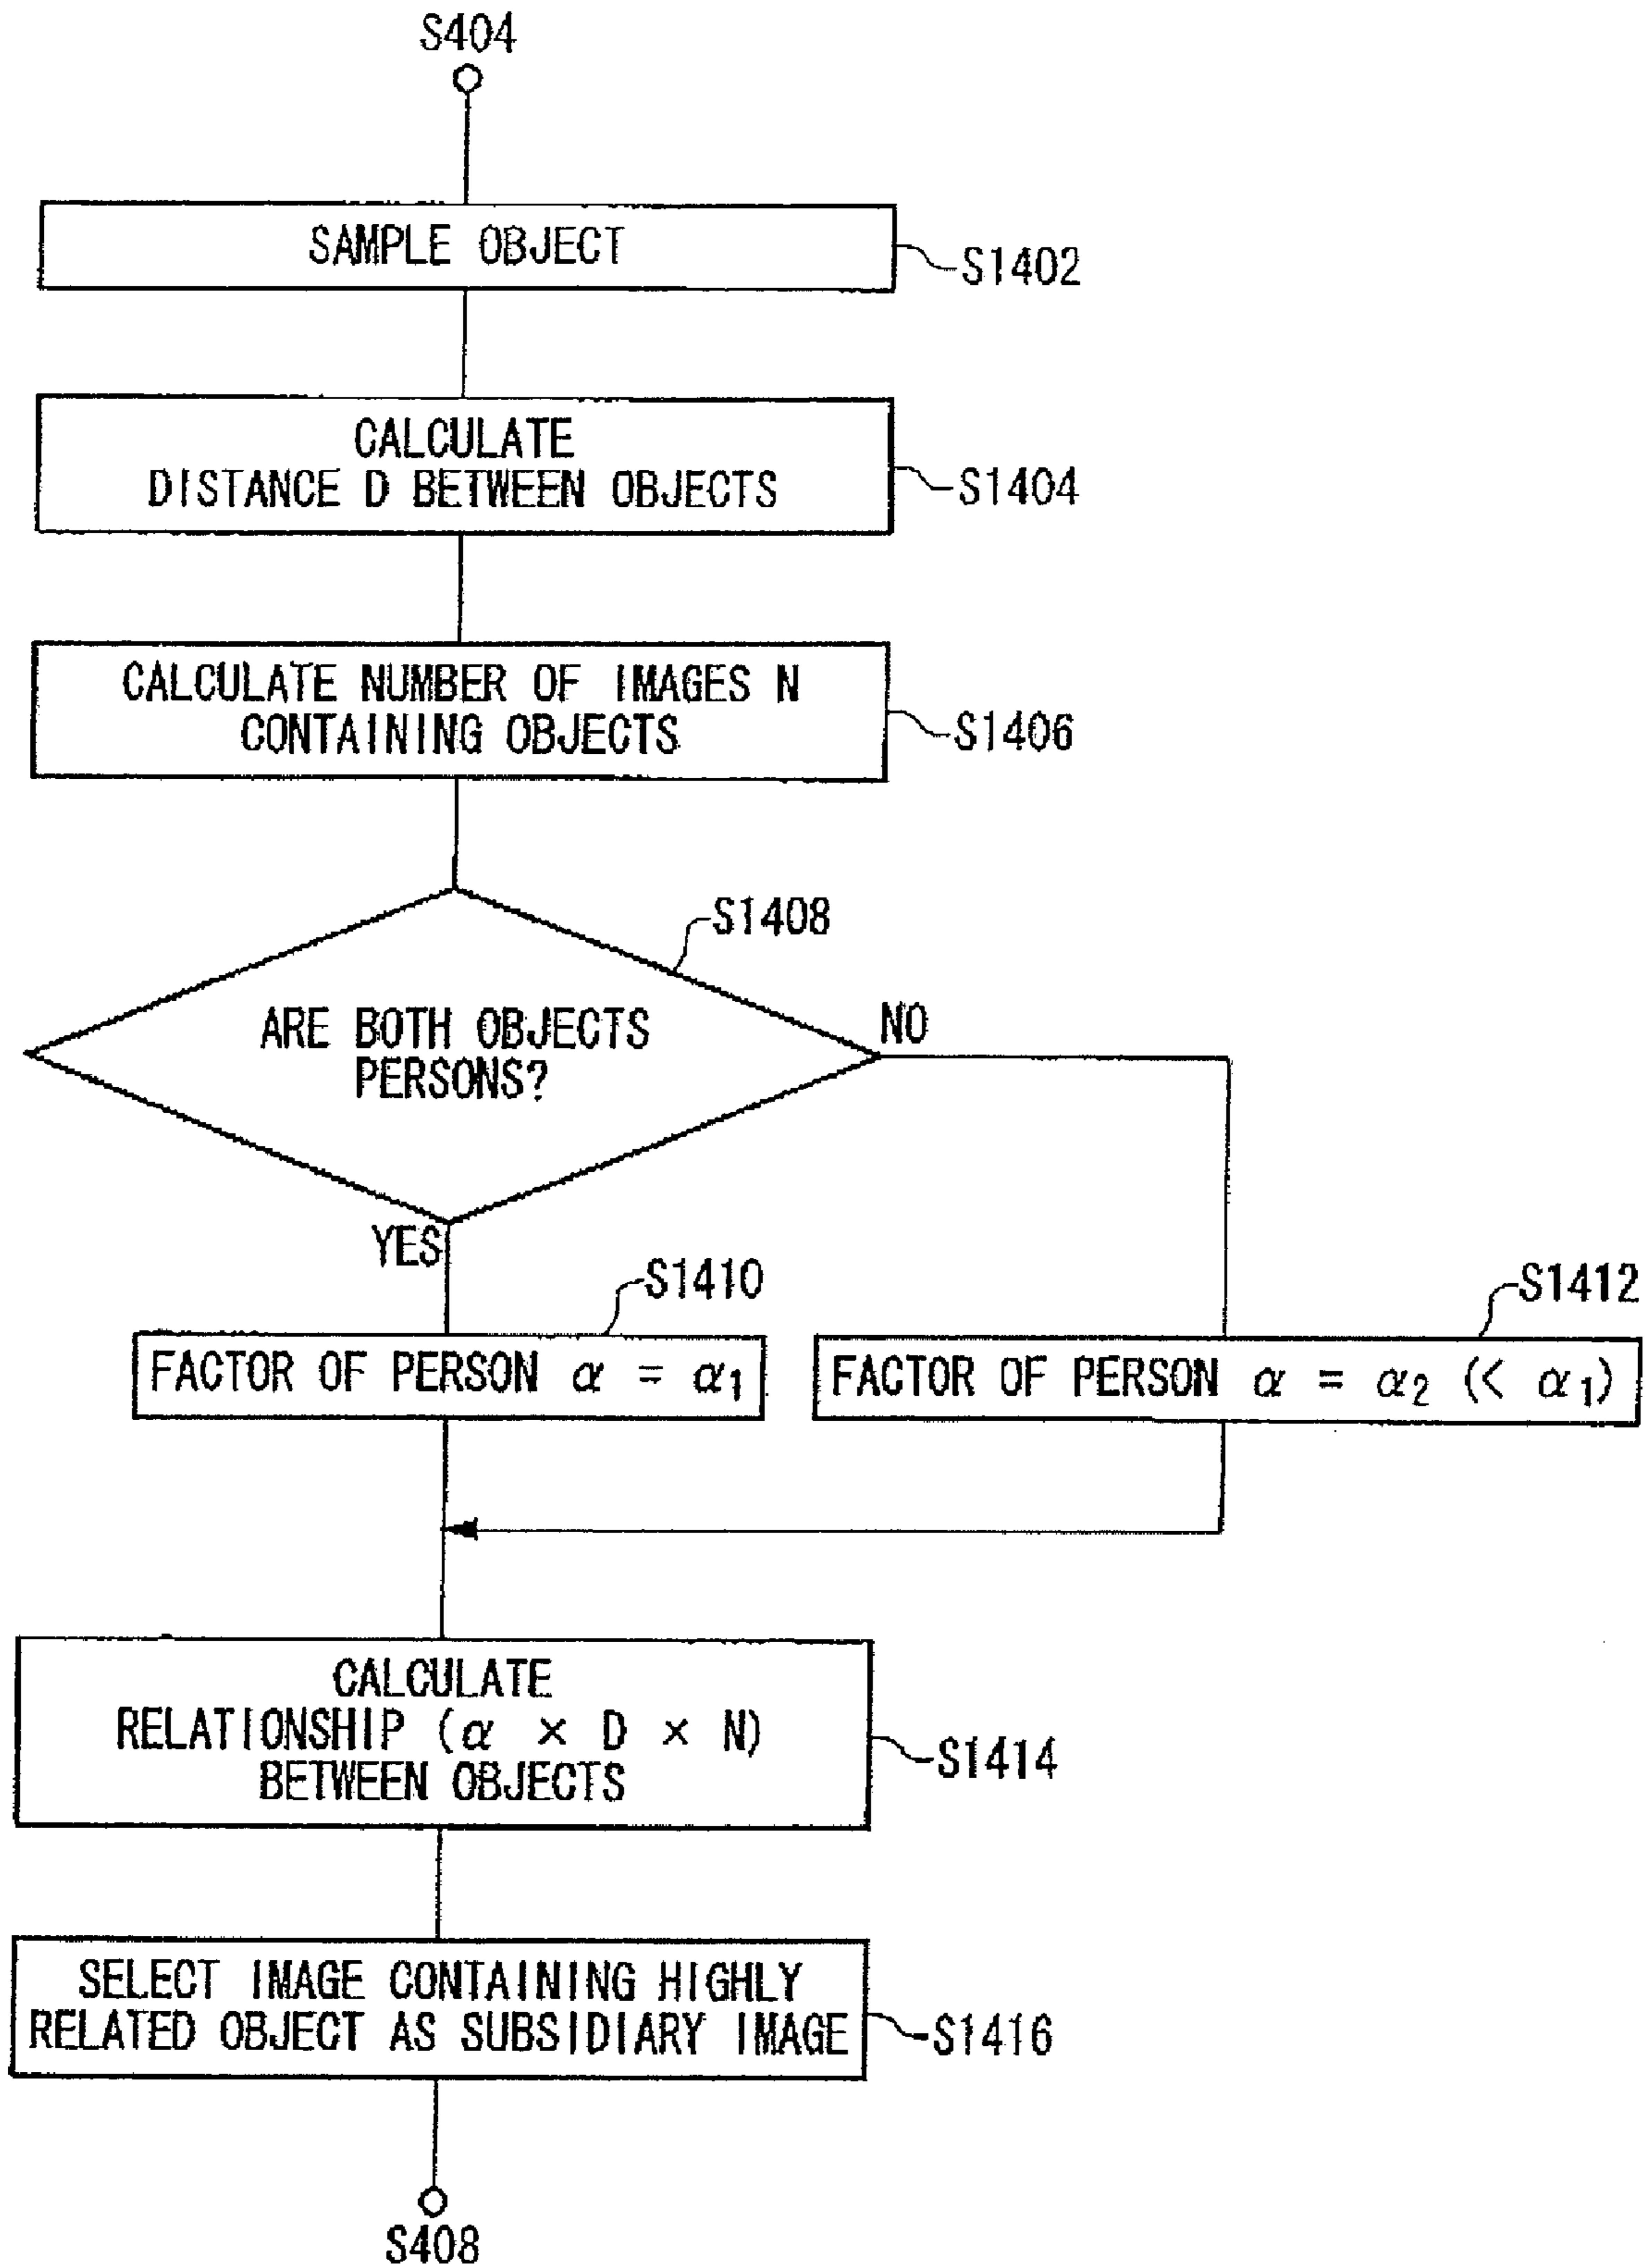 S404
SAMPLE OBJECT
S1402
CALCULATE
DISTANCE D BETWEEN OBJECTS
S1404
CALCULATE NUMBER OF IMAGES N
CONTAINING OBJECTS
S1406
S1408
ARE BOTH OBJECTS
PERSONS?
NO
YES
S1410
FACTOR OF PERSON α = α₁
S1412
FACTOR OF PERSON α = α₂ (< α₁)
CALCULATE
RELATIONSHIP (α × D × N)
BETWEEN OBJECTS
S1414
SELECT IMAGE CONTAINING HIGHLY
RELATED OBJECT AS SUBSIDIARY IMAGE
S1416
S408